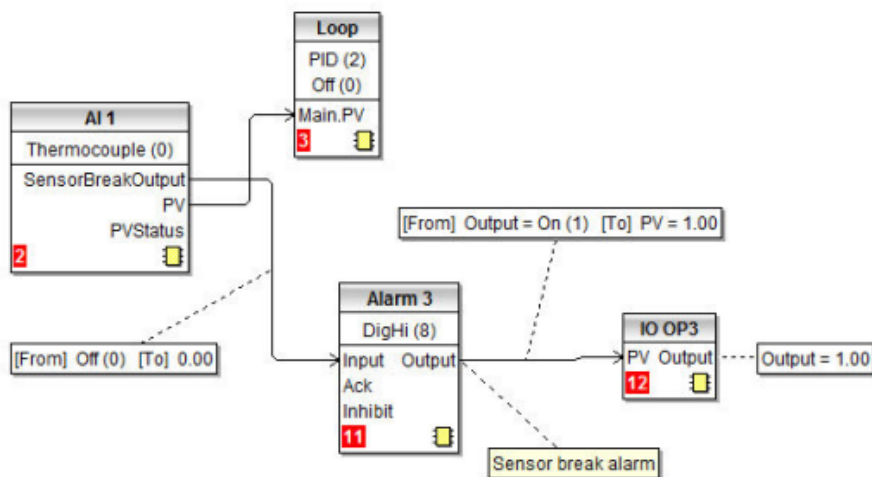 Loop
PID (2)
Off (0)
Main.PV
3
AI 1
Thermocouple (0)
SensorBreakOutput
PV
PVStatus
2
[From] Output = On (1) [To] PV = 1.00
Alarm 3
DigHi (8)
Input Output
Ack
Inhibit
11
IO OP3
PV Output
12
Output = 1.00
[From] Off (0) [To] 0.00
Sensor break alarm